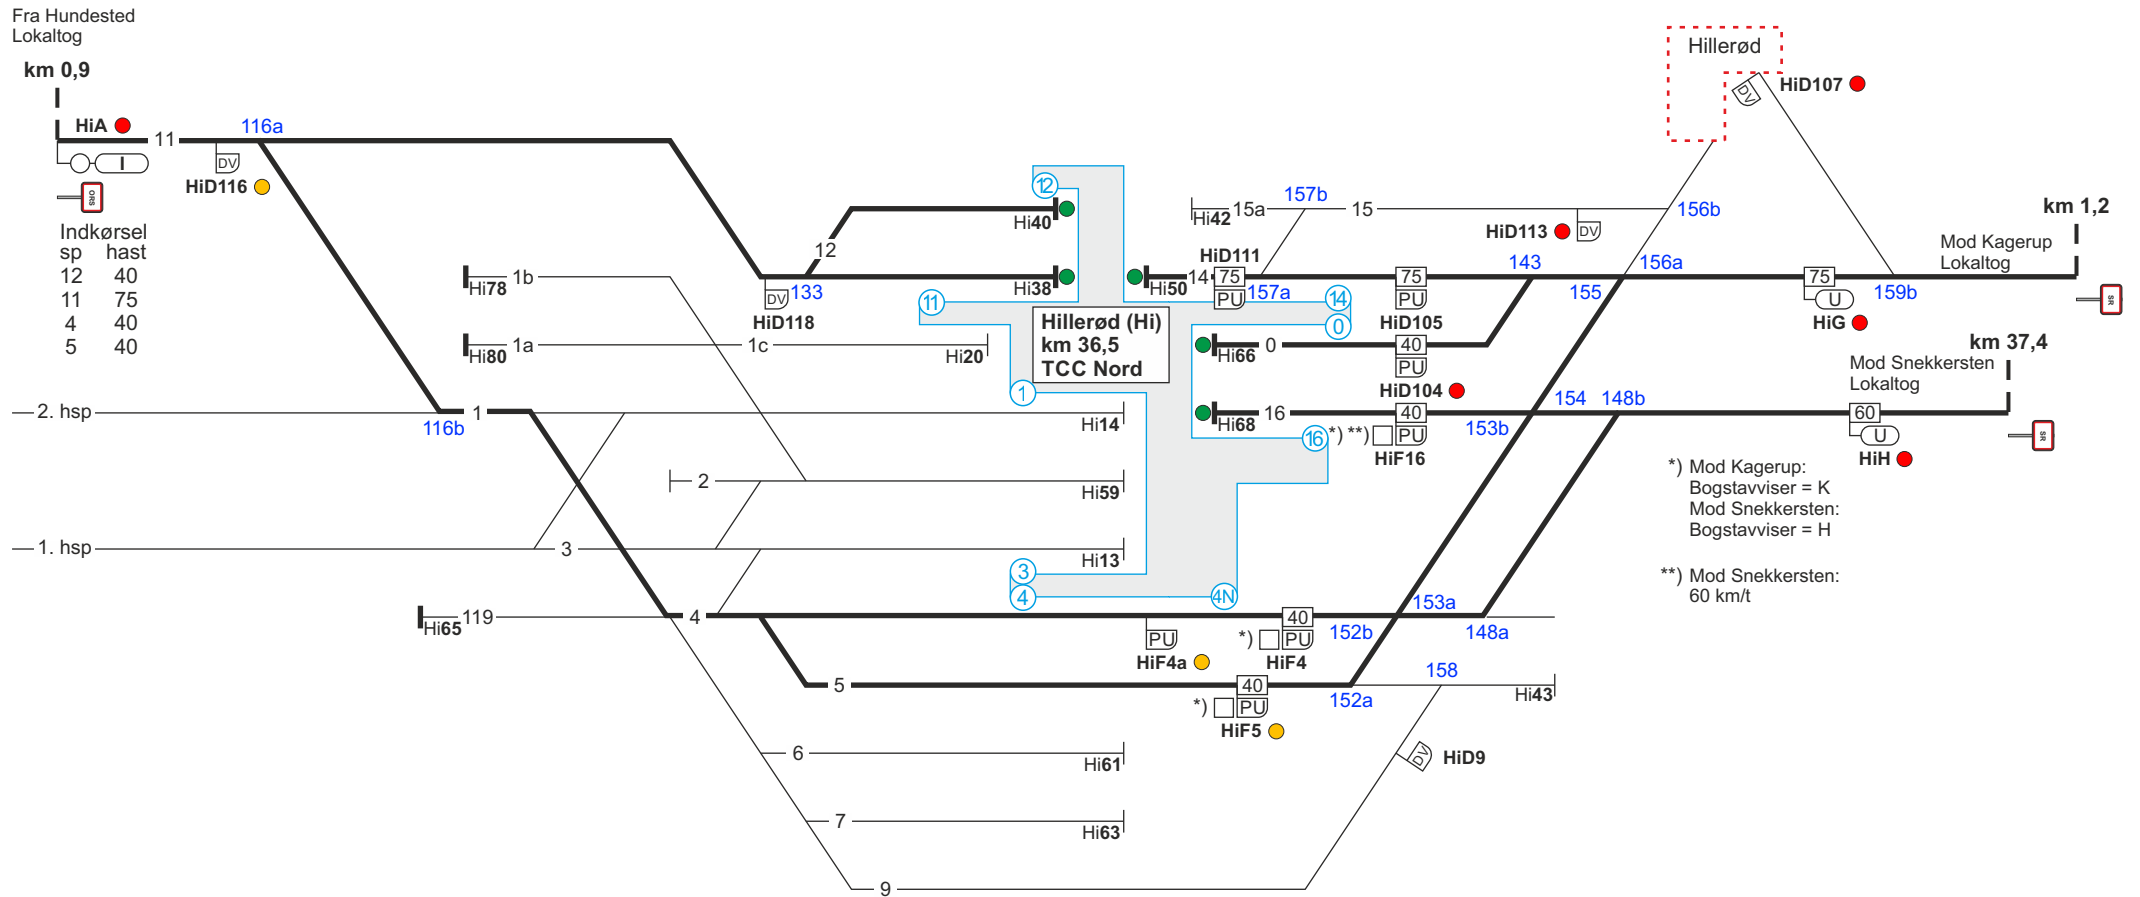 Fra Hundested
Lokaltog
km 0,9
HiA
11
116a
I
DV
HiD116
ORS
Indkørsel
sp hast
12 40
11 75
4 40
5 40
12
Hi40
12
Hi38
DV
133
HiD118
11
Hi78
1b
Hi80
1a
1c
Hi20
Hillerød (Hi)
km 36,5
TCC Nord
1
2. hsp
1
116b
Hi14
2
Hi59
1. hsp
3
Hi13
3
4
4N
Hi65
119
4
PU
HiF4a
40
*)
PU
HiF4
152b
153a
148a
5
40
*)
PU
HiF5
152a
158
Hi43
6
Hi61
7
Hi63
9
DV
HiD9
Hi42
15a
157b
15
HiD113
DV
156b
Hillerød
DV
HiD107
HiD111
Hi50
14
75
PU
157a
75
PU
HiD105
14
0
143
155
156a
75
U
HiG
159b
km 1,2
Mod Kagerup
Lokaltog
SR
Hi66
0
40
PU
HiD104
Hi68
16
40
*) **)
PU
HiF16
16
153b
154
148b
km 37,4
Mod Snekkersten
Lokaltog
60
U
HiH
SR
*) Mod Kagerup:
Bogstavviser = K
Mod Snekkersten:
Bogstavviser = H
**) Mod Snekkersten:
60 km/t